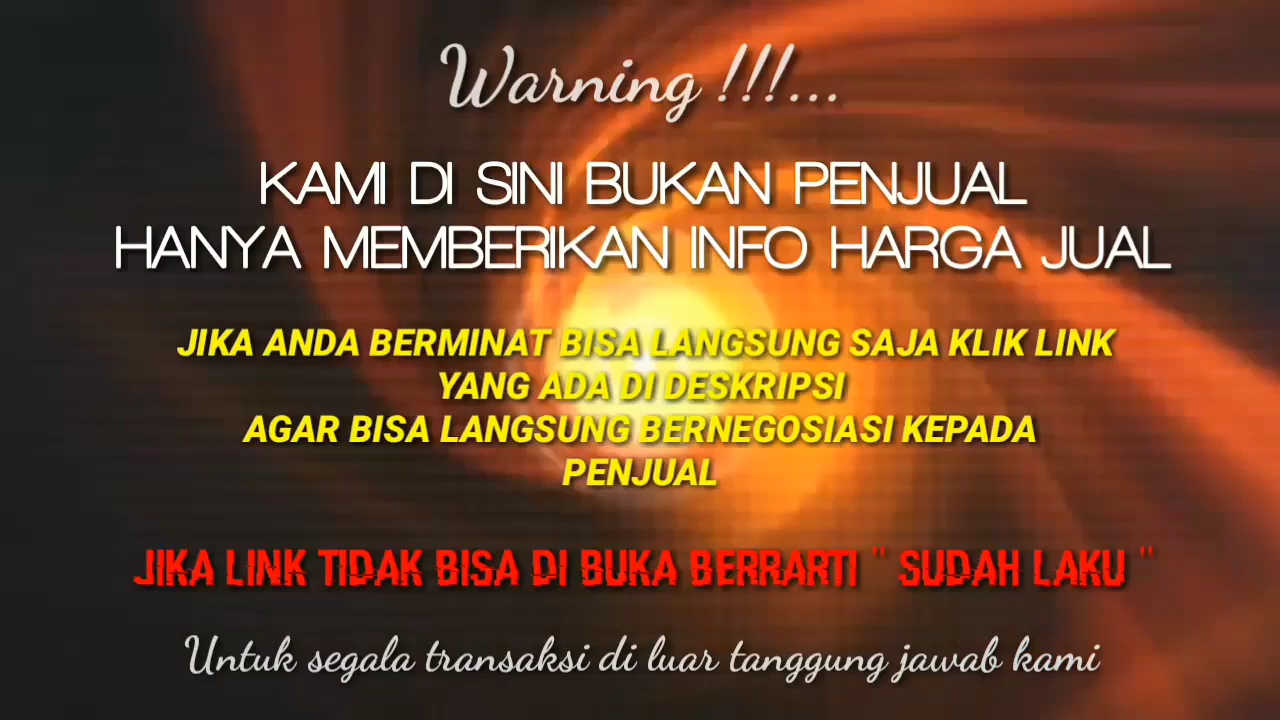 Warning !!!...
KAMI DI SINI BUKAN PENJUAL
HANYA MEMBERIKAN INFO HARGA JUAL
JIKA ANDA BERMINAT BISA LANGSUNG SAJA KLIK LINK
YANG ADA DI DESKRIPSI
AGAR BISA LANGSUNG BERNEGOSIASI KEPADA
PENJUAL
JIKA LINK TIDAK BISA DI BUKA BERRARTI " SUDAH LAKU "
Untuk segala transaksi di luar tanggung jawab kami